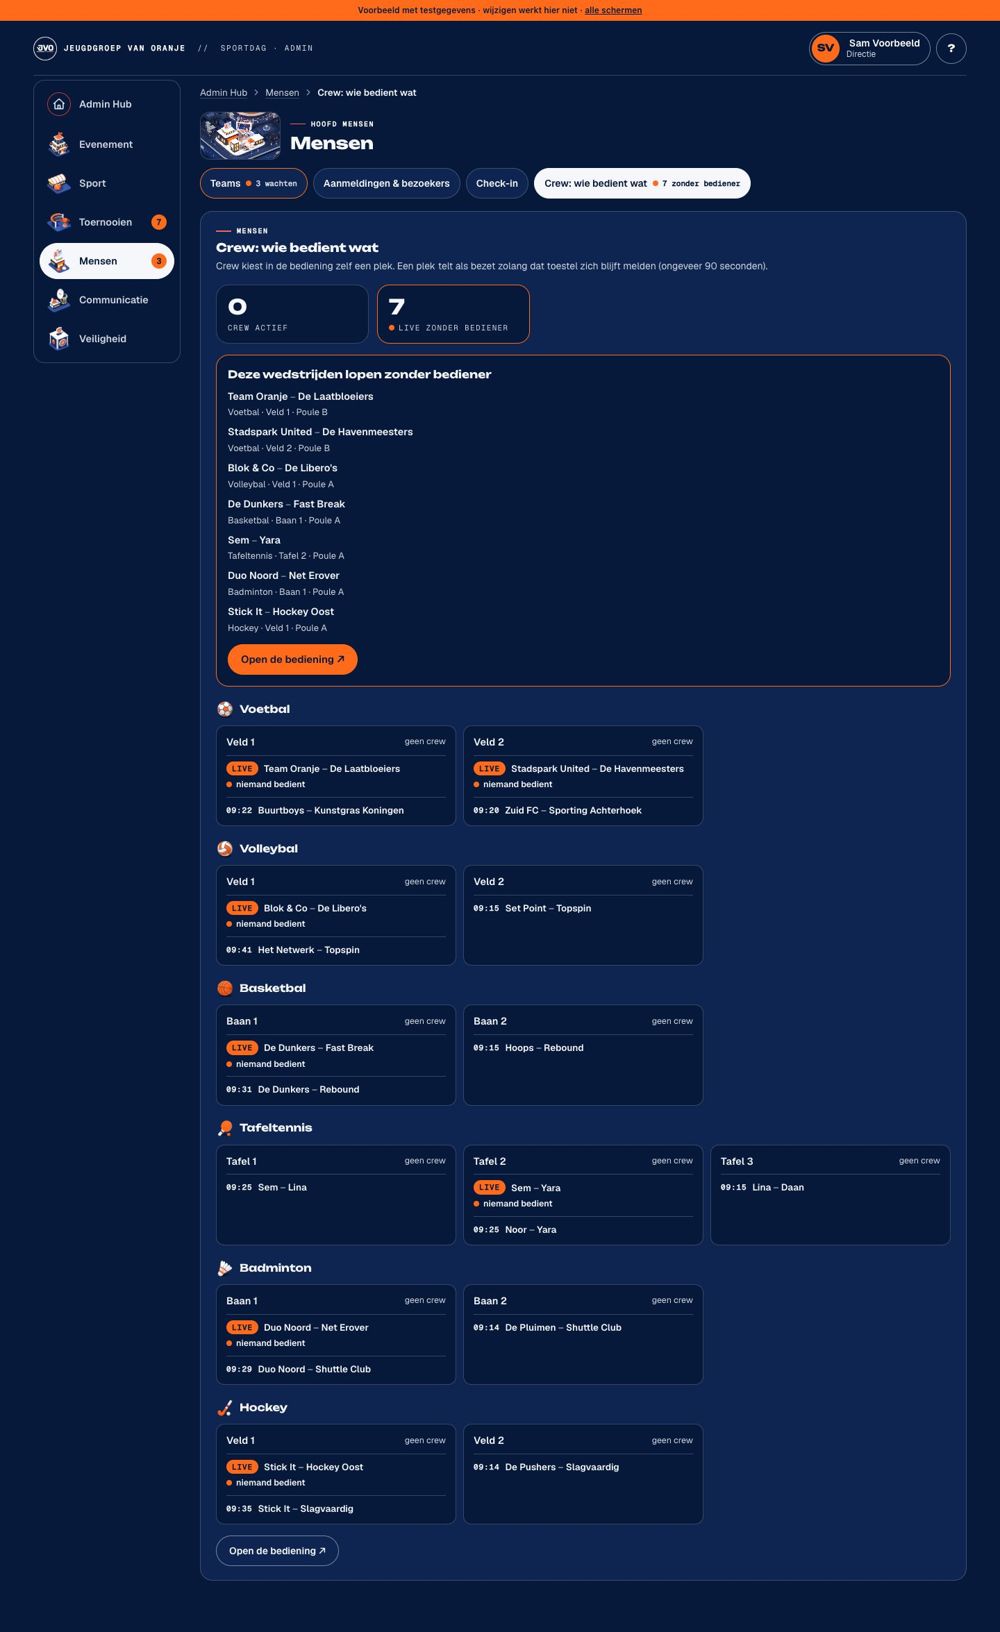 Voorbeeld met testgegevens · wijzigen werkt hier niet · alle schermen
JVO JEUGDGROEP VAN ORANJE // SPORTDAG · ADMIN
SV Sam Voorbeeld
Directie
?
Admin Hub
Evenement
Sport
Toernooien 7
Mensen 3
Communicatie
Veiligheid
Admin Hub > Mensen > Crew: wie bedient wat
HOOFD MENSEN
Mensen
Teams 3 wachten
Aanmeldingen & bezoekers
Check-in
Crew: wie bedient wat 7 zonder bediener
MENSEN
Crew: wie bedient wat
Crew kiest in de bediening zelf een plek. Een plek telt als bezet zolang dat toestel zich blijft melden (ongeveer 90 seconden).
0
CREW ACTIEF
7
LIVE ZONDER BEDIENER
Deze wedstrijden lopen zonder bediener
Team Oranje – De Laatbloeiers
Voetbal · Veld 1 · Poule B
Stadspark United – De Havenmeesters
Voetbal · Veld 2 · Poule B
Blok & Co – De Libero's
Volleybal · Veld 1 · Poule A
De Dunkers – Fast Break
Basketbal · Baan 1 · Poule A
Sem – Yara
Tafeltennis · Tafel 2 · Poule A
Duo Noord – Net Erover
Badminton · Baan 1 · Poule A
Stick It – Hockey Oost
Hockey · Veld 1 · Poule A
Open de bediening ↗
Voetbal
Veld 1 geen crew
LIVE Team Oranje – De Laatbloeiers
niemand bedient
09:22 Buurtboys – Kunstgras Koningen
Veld 2 geen crew
LIVE Stadspark United – De Havenmeesters
niemand bedient
09:20 Zuid FC – Sporting Achterhoek
Volleybal
Veld 1 geen crew
LIVE Blok & Co – De Libero's
niemand bedient
09:41 Het Netwerk – Topspin
Veld 2 geen crew
09:15 Set Point – Topspin
Basketbal
Baan 1 geen crew
LIVE De Dunkers – Fast Break
niemand bedient
09:31 De Dunkers – Rebound
Baan 2 geen crew
09:15 Hoops – Rebound
Tafeltennis
Tafel 1 geen crew
09:25 Sem – Lina
Tafel 2 geen crew
LIVE Sem – Yara
niemand bedient
09:25 Noor – Yara
Tafel 3 geen crew
09:15 Lina – Daan
Badminton
Baan 1 geen crew
LIVE Duo Noord – Net Erover
niemand bedient
09:29 Duo Noord – Shuttle Club
Baan 2 geen crew
09:14 De Pluimen – Shuttle Club
Hockey
Veld 1 geen crew
LIVE Stick It – Hockey Oost
niemand bedient
09:35 Stick It – Slagvaardig
Veld 2 geen crew
09:14 De Pushers – Slagvaardig
Open de bediening ↗